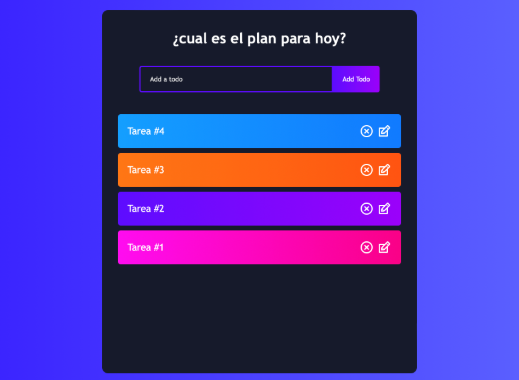 ¿cual es el plan para hoy?
Add a todo
Add Todo
Tarea #4
Tarea #3
Tarea #2
Tarea #1